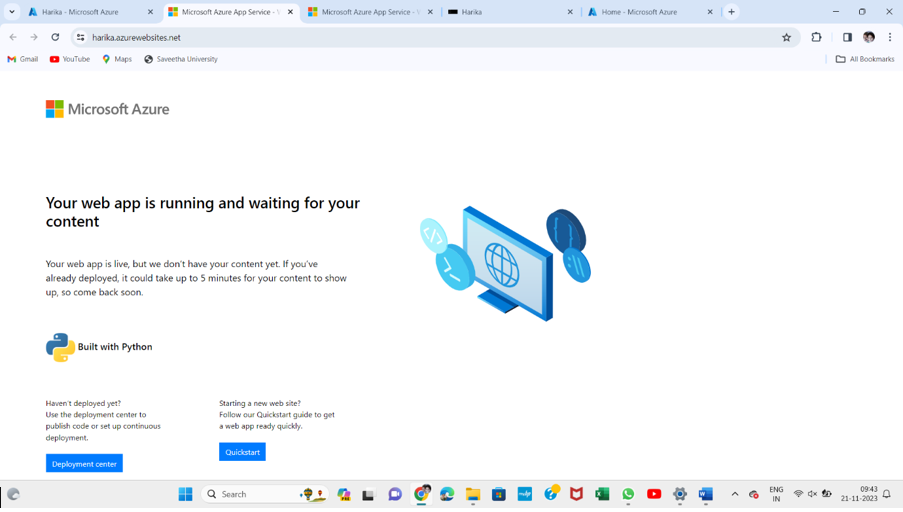 Harika - Microsoft Azure
Microsoft Azure App Service - W
Microsoft Azure App Service - W
Harika
Home - Microsoft Azure
harika.azurewebsites.net
Gmail
YouTube
Maps
Saveetha University
All Bookmarks
Microsoft Azure
Your web app is running and waiting for your
content
Your web app is live, but we don't have your content yet. If you've
already deployed, it could take up to 5 minutes for your content to show
up, so come back soon.
Built with Python
Haven't deployed yet?
Use the deployment center to
publish code or set up continuous
deployment.
Deployment center
Starting a new web site?
Follow our Quickstart guide to get
a web app ready quickly.
Quickstart
Search
ENG
IN
09:43
21-11-2023